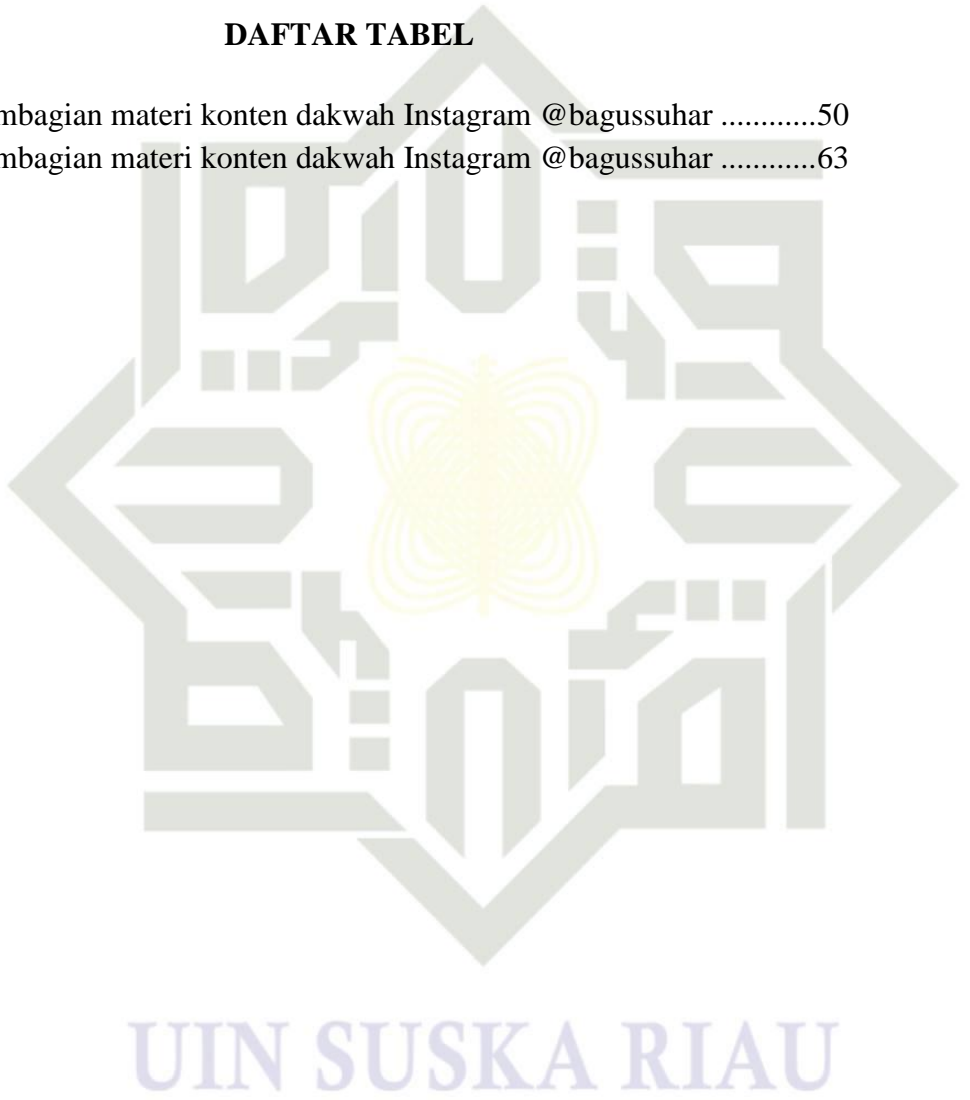 DAFTAR TABEL
mbagian materi konten dakwah Instagram @bagussuhar ............50
mbagian materi konten dakwah Instagram @bagussuhar ............63
UIN SUSKA RIAU